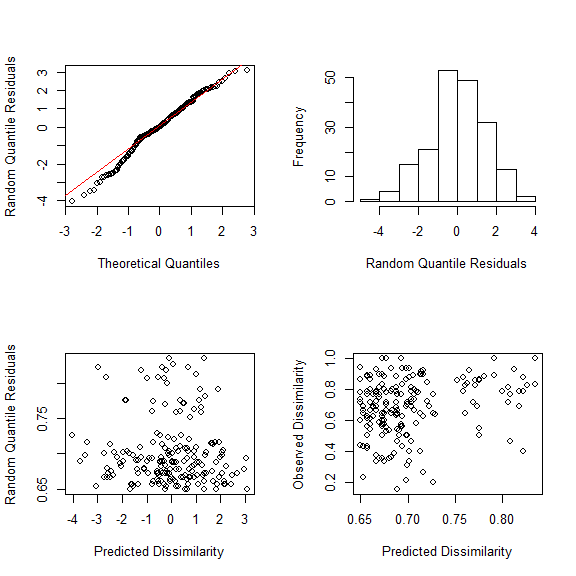 Random Quantile Residuals
3
2
1
0
-2
-4
-3 -2 -1 0 1 2 3
Theoretical Quantiles
Frequency
50
30
10
0
-4 -2 0 2 4
Random Quantile Residuals
Random Quantile Residuals
0.75
0.65
-4 -3 -2 -1 0 1 2 3
Predicted Dissimilarity
Observed Dissimilarity
1.0
0.8
0.6
0.4
0.2
0.65 0.70 0.75 0.80
Predicted Dissimilarity